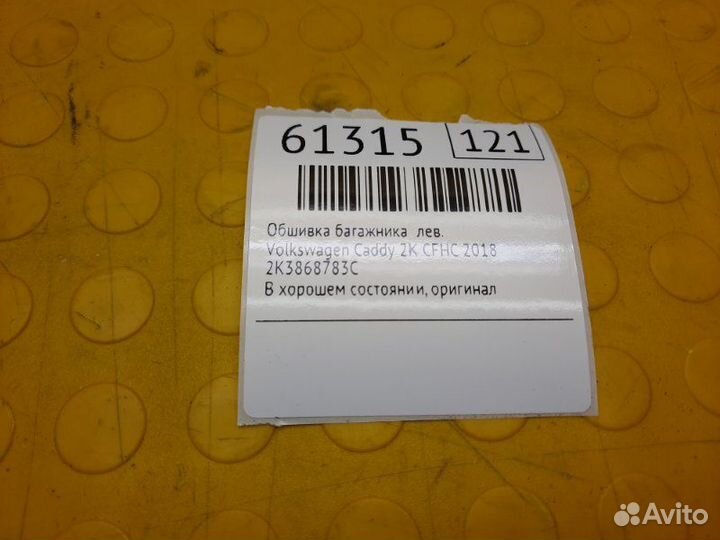 61315 121
Обшивка багажника лев.
Volkswagen Caddy 2K CFHC 2018
2K3868783C
В хорошем состоянии, оригинал
Avito